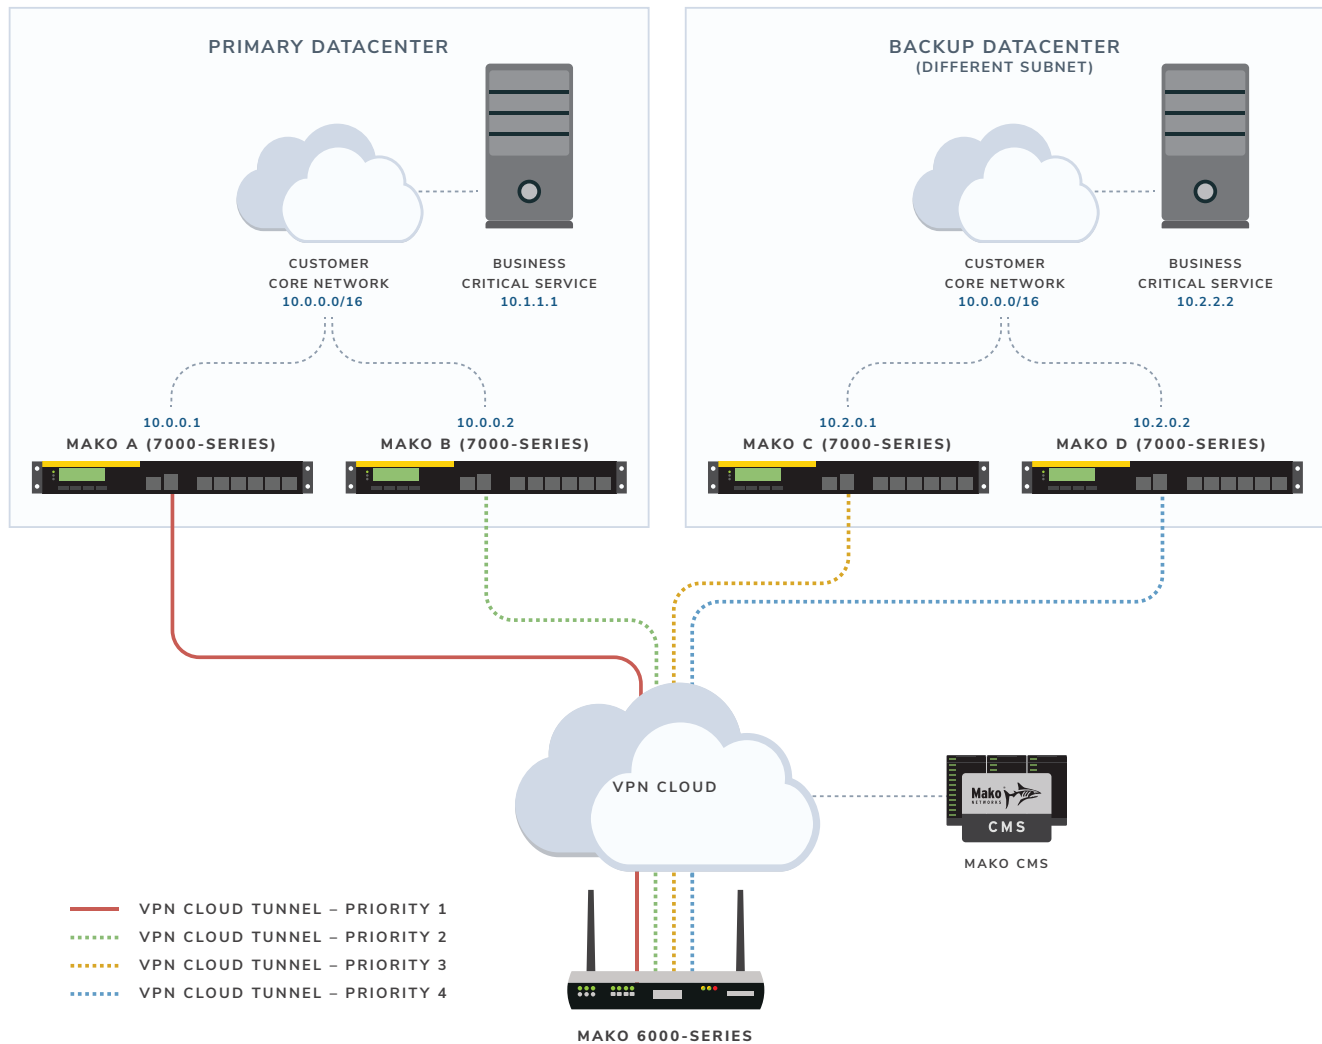 PRIMARY DATACENTER
CUSTOMER
CORE NETWORK
10.0.0.0/16
BUSINESS
CRITICAL SERVICE
10.1.1.1
10.0.0.1
MAKO A (7000-SERIES)
10.0.0.2
MAKO B (7000-SERIES)
BACKUP DATACENTER
(DIFFERENT SUBNET)
CUSTOMER
CORE NETWORK
10.0.0.0/16
BUSINESS
CRITICAL SERVICE
10.2.2.2
10.2.0.1
MAKO C (7000-SERIES)
10.2.0.2
MAKO D (7000-SERIES)
VPN CLOUD
Mako
NETWORKS
CMS
MAKO CMS
VPN CLOUD TUNNEL – PRIORITY 1
VPN CLOUD TUNNEL – PRIORITY 2
VPN CLOUD TUNNEL – PRIORITY 3
VPN CLOUD TUNNEL – PRIORITY 4
MAKO 6000-SERIES